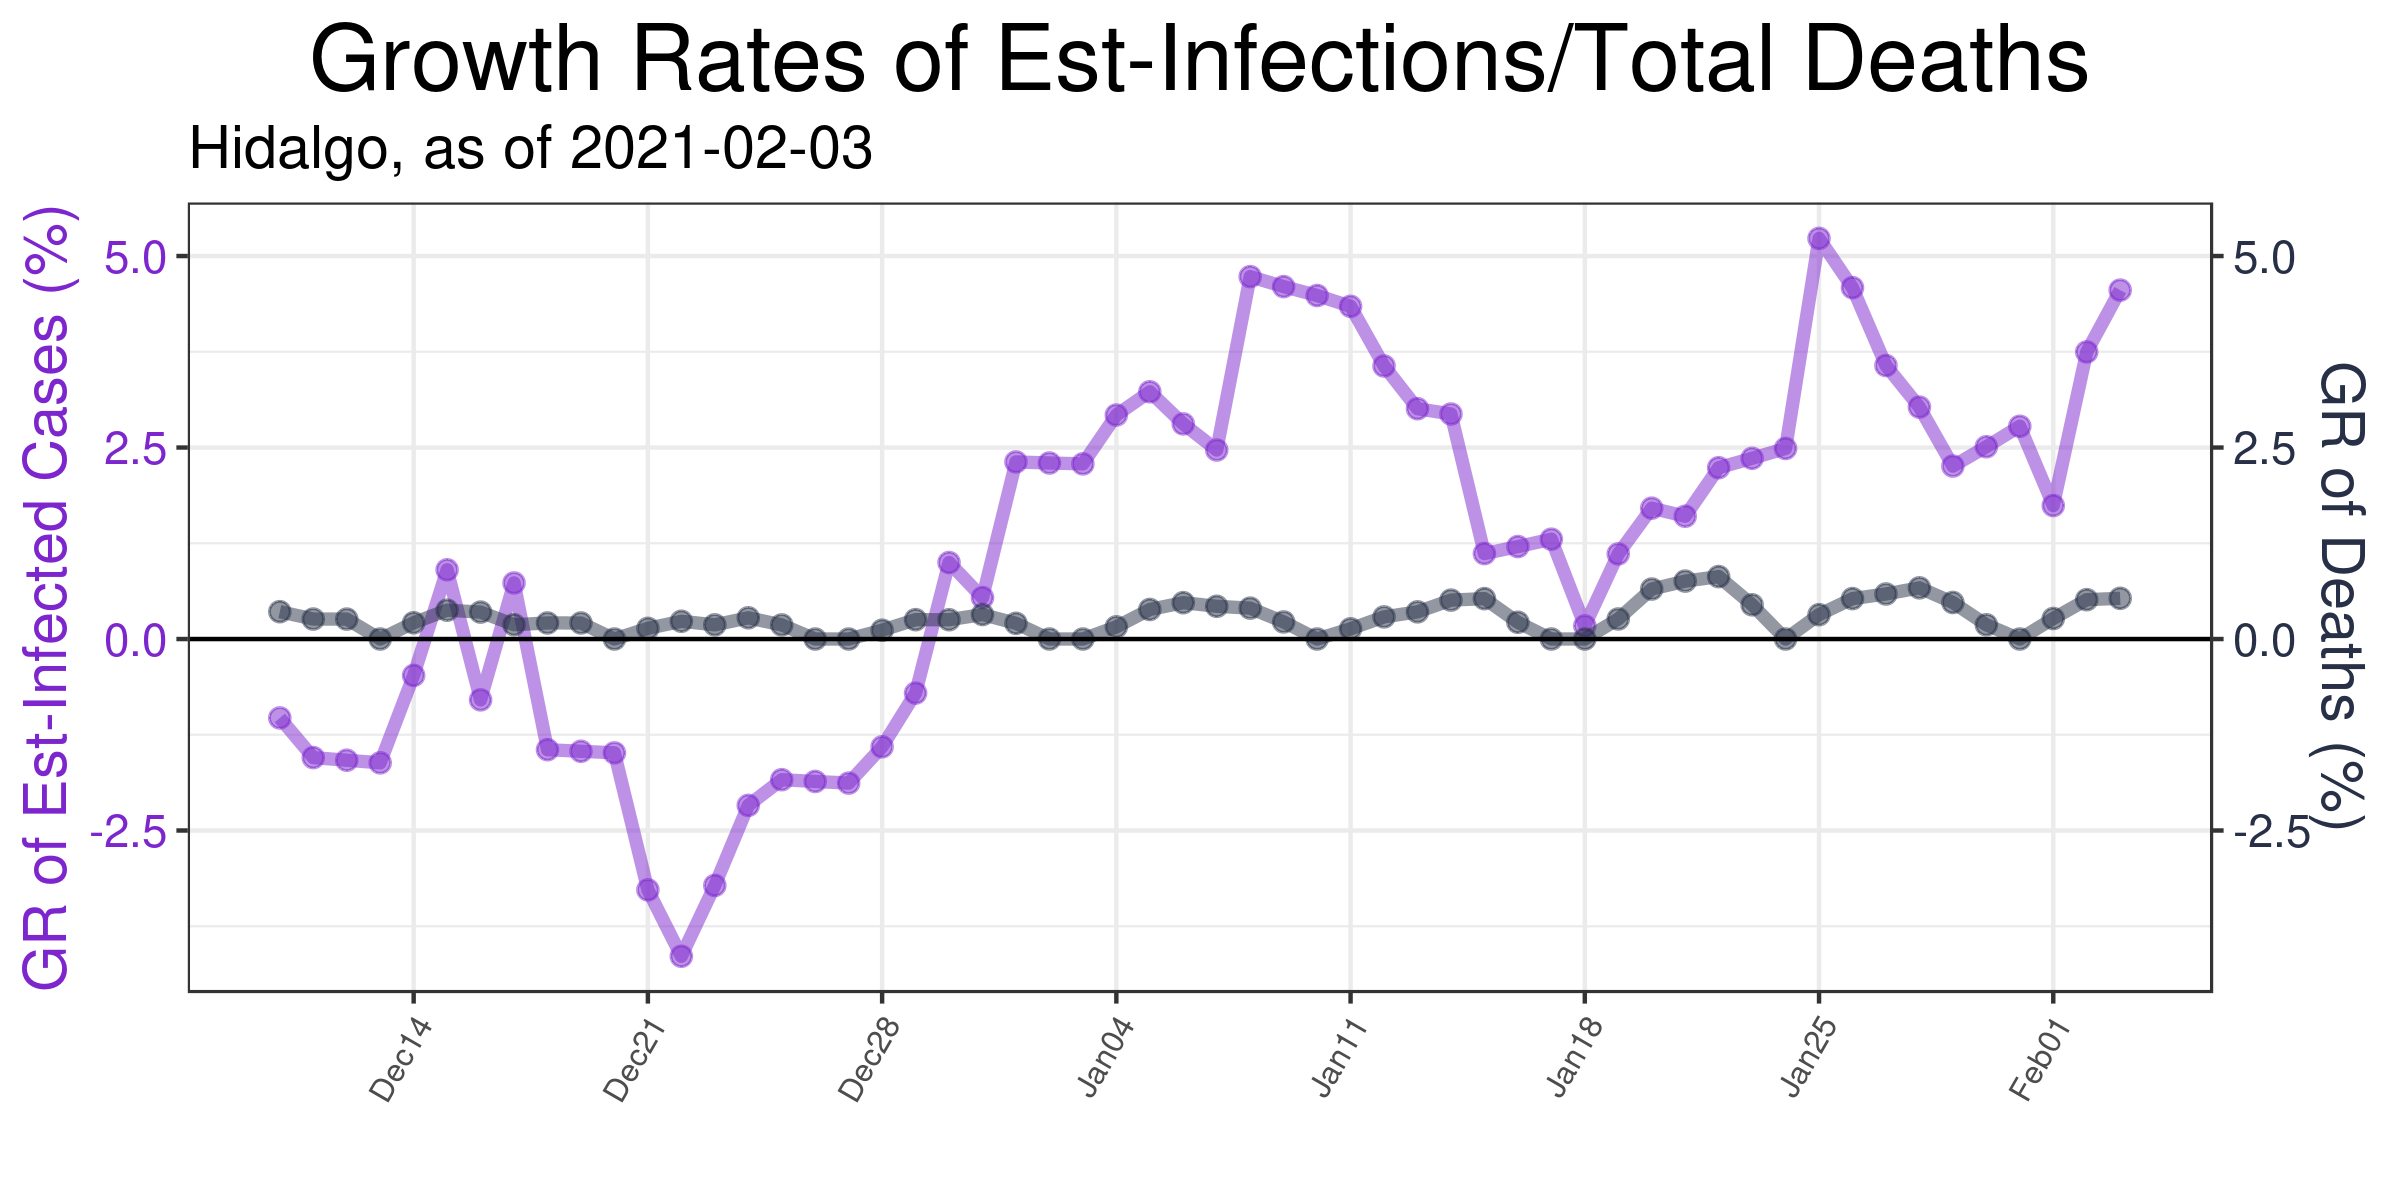 Growth Rates of Est-Infections/Total Deaths
Hidalgo, as of 2021-02-03
GR of Est-Infected Cases (%)
5.0
2.5
0.0
-2.5
5.0
2.5
0.0
-2.5
GR of Deaths (%)
Dec14
Dec21
Dec28
Jan04
Jan11
Jan18
Jan25
Feb01